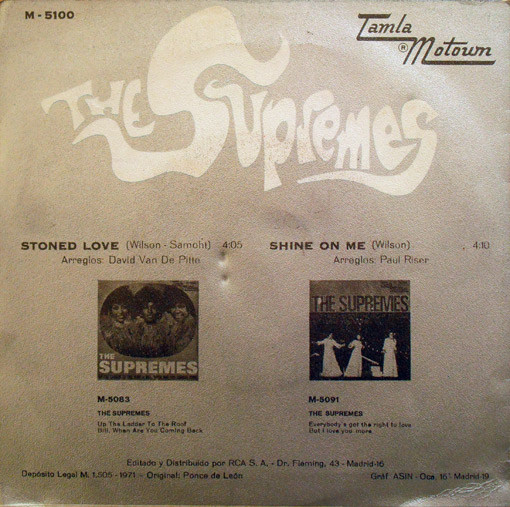 M - 5100
Tamla
® Motown
THE SUPREMES
STONED LOVE (Wilson - Samoht) 4:05
Arreglos: David Van De Pitte
SHINE ON ME (Wilson) 4:10
Arreglos: Paul Riser
THE
SUPREMES
THE SUPREMES
M-5083
THE SUPREMES
Up The Ladder To The Roof
Bill, When Are You Coming Back
M-5091
THE SUPREMES
Everybody's got the right to love
But I love you more
Editado y Distribuido por RCA S. A. - Dr. Fleming, 43 - Madrid-16
Depósito Legal M. 1.505 - 1971 - Original: Ponce de León
Gráf ASIN - Oca, 15 - Madrid-19